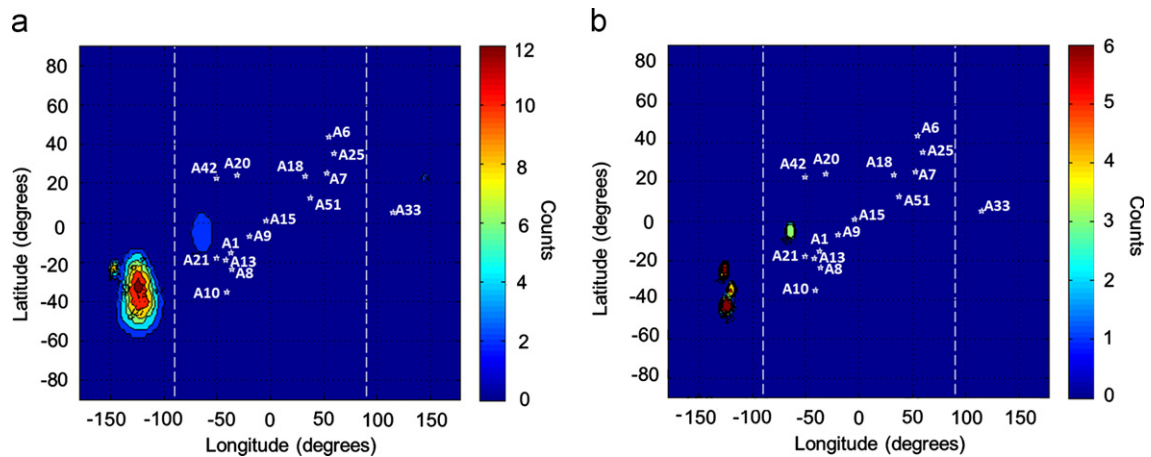 a
80
60
40
20
0
-20
-40
-60
-80
Latitude (degrees)
-150 -100 -50 0 50 100 150
Longitude (degrees)
A6
A25
A42 A20 A18 A7
A51
A33
A15
A1 A9
A21 A13
A8
A10
12
10
8
6
4
2
0
Counts
b
80
60
40
20
0
-20
-40
-60
-80
Latitude (degrees)
-150 -100 -50 0 50 100 150
Longitude (degrees)
A6
A25
A42 A20 A18 A7
A51
A33
A15
A1 A9
A21 A13
A8
A10
6
5
4
3
2
1
0
Counts